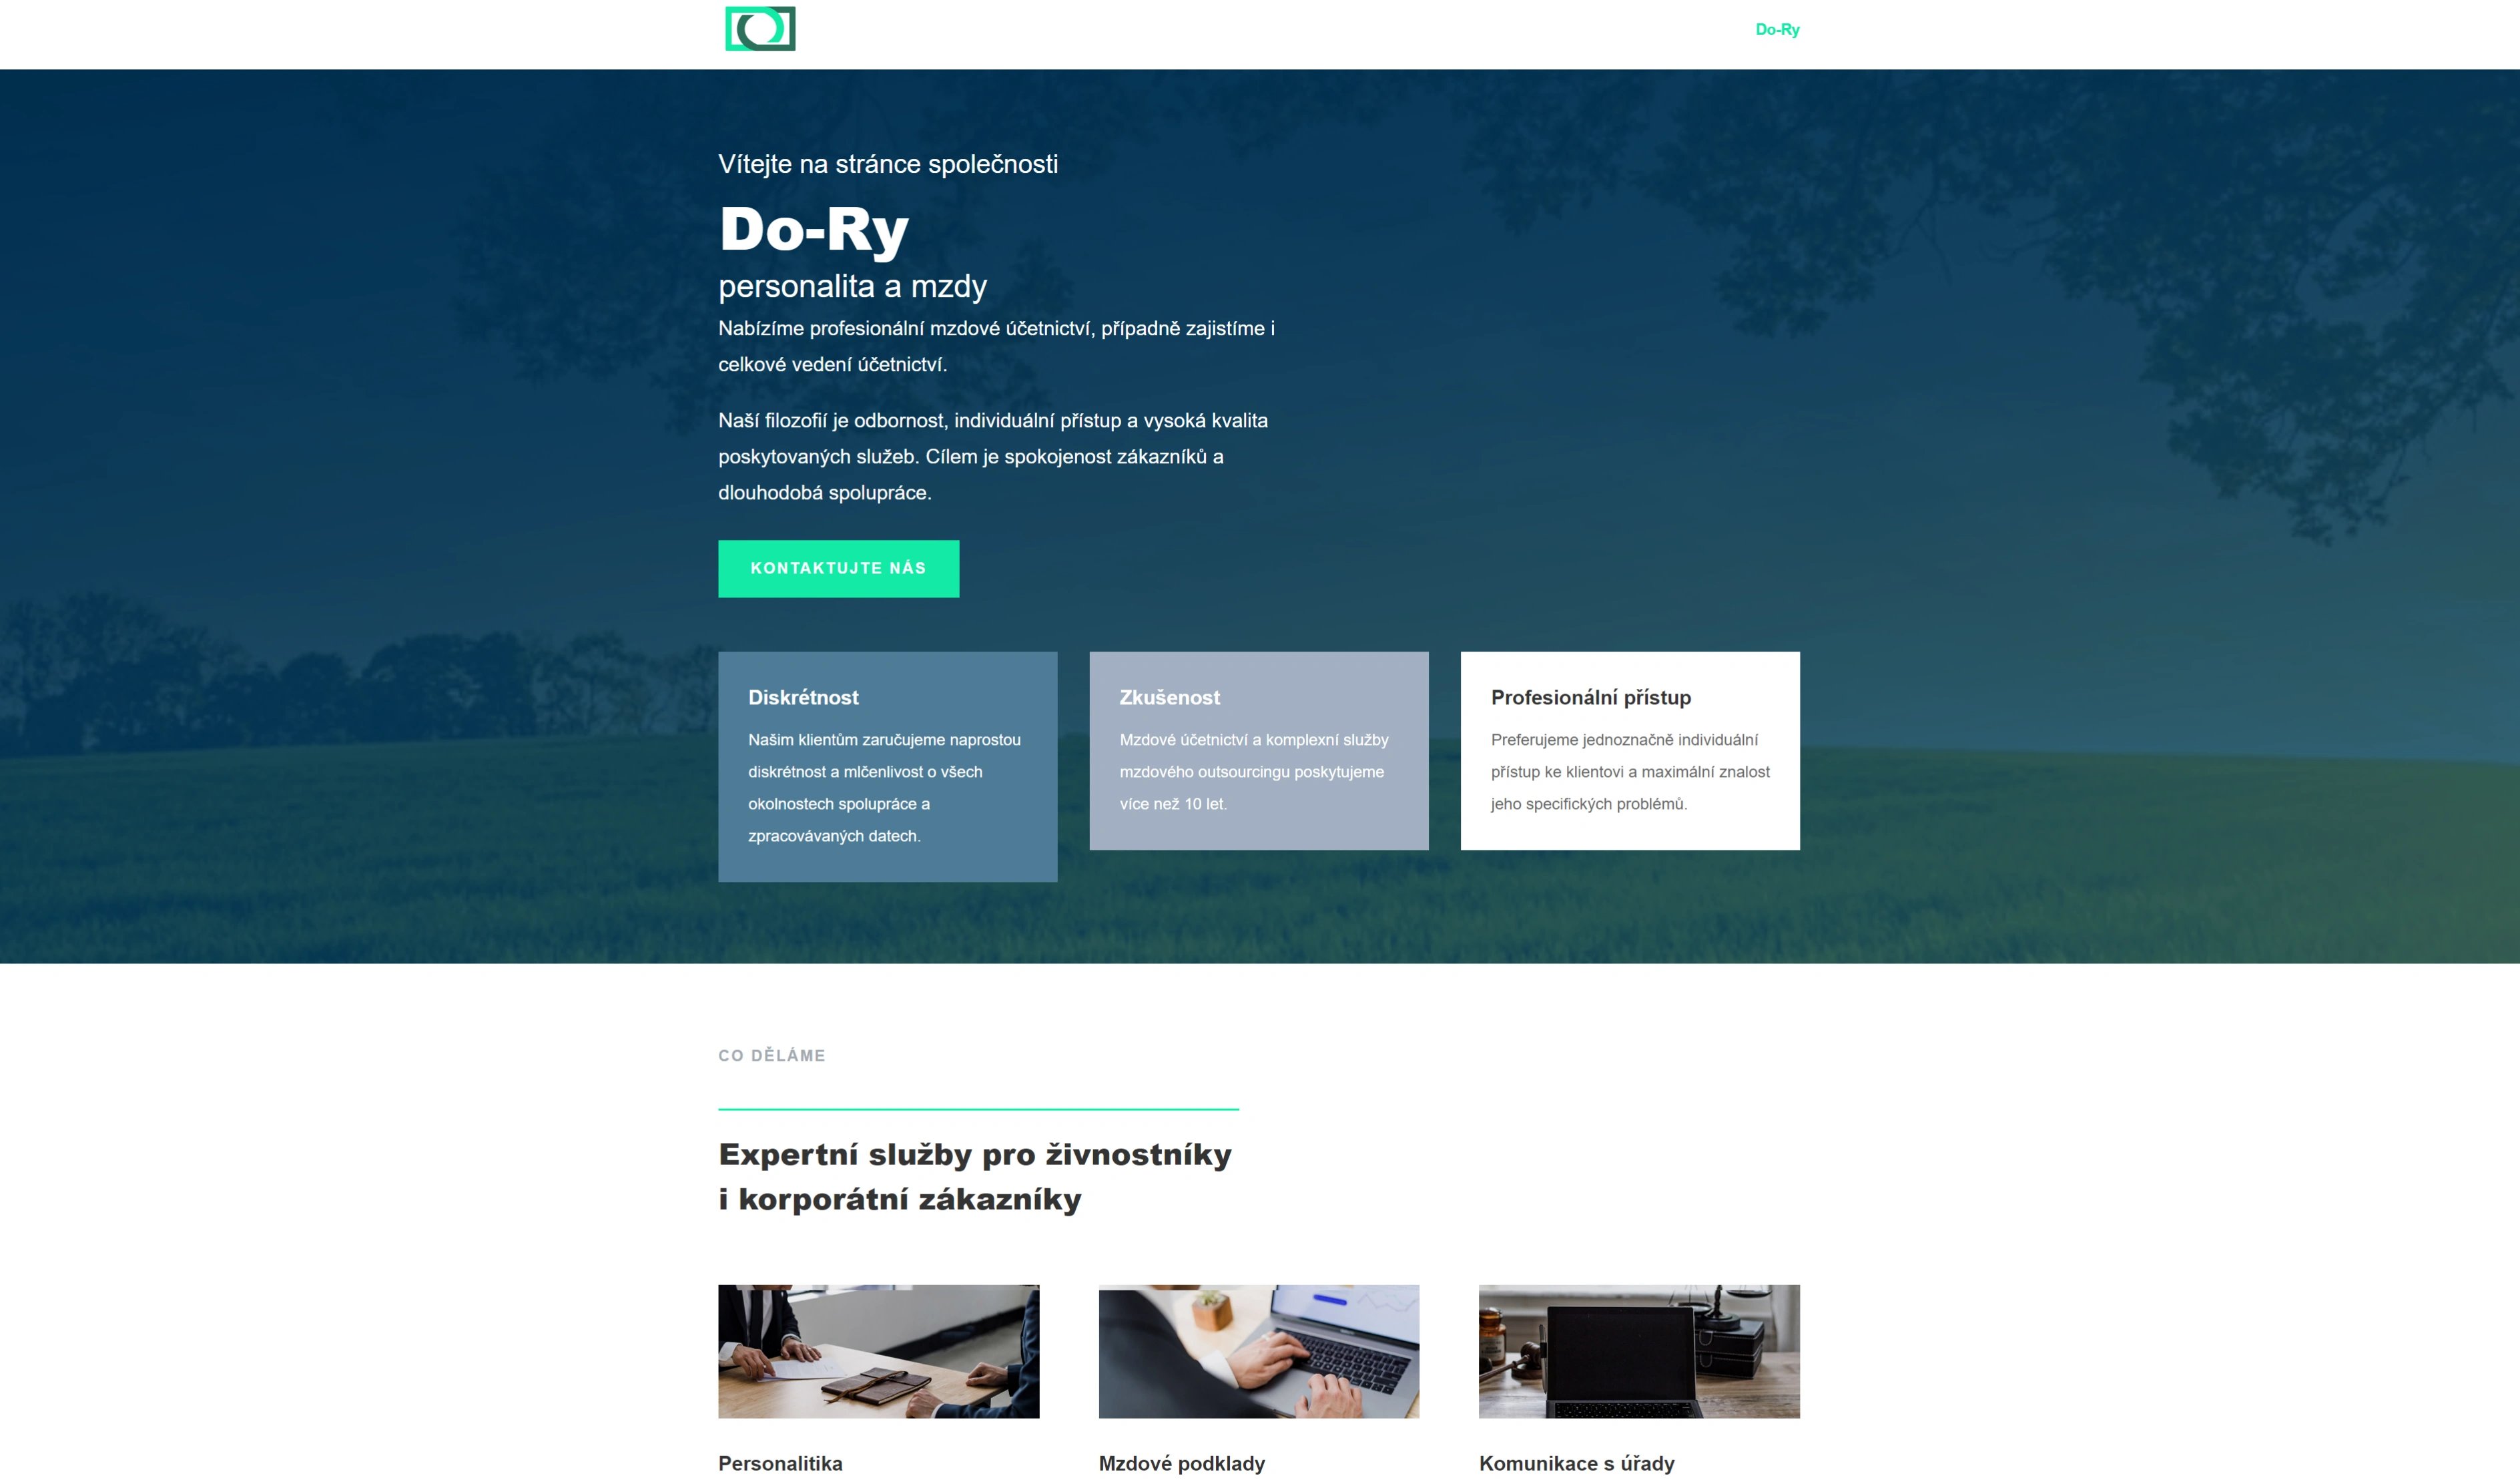 Do-Ry
Vítejte na stránce společnosti
Do-Ry
personalita a mzdy
Nabízíme profesionální mzdové účetnictví, případně zajistíme i
celkové vedení účetnictví.
Naší filozofií je odbornost, individuální přístup a vysoká kvalita
poskytovaných služeb. Cílem je spokojenost zákazníků a
dlouhodobá spolupráce.
KONTAKTUJTE NÁS
Diskrétnost
Našim klientům zaručujeme naprostou
diskrétnost a mlčenlivost o všech
okolnostech spolupráce a
zpracovávaných datech.
Zkušenost
Mzdové účetnictví a komplexní služby
mzdového outsourcingu poskytujeme
více než 10 let.
Profesionální přístup
Preferujeme jednoznačně individuální
přístup ke klientovi a maximální znalost
jeho specifických problémů.
CO DĚLÁME
Expertní služby pro živnostníky
i korporátní zákazníky
Personalitika
Mzdové podklady
Komunikace s úřady